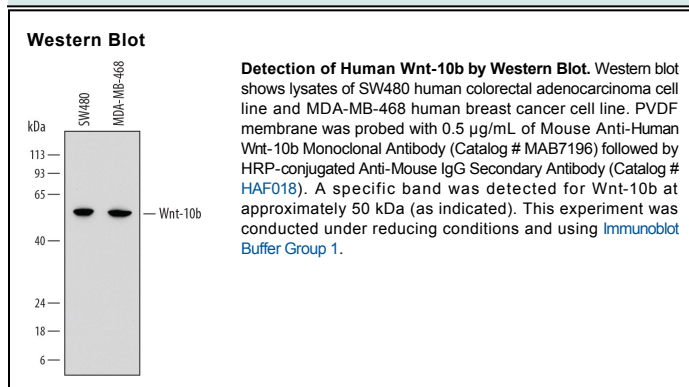 Western Blot
SW480
MDA-MB-468
kDa
113
93
65
40
24
18
6
Wnt-10b
Detection of Human Wnt-10b by Western Blot. Western blot
shows lysates of SW480 human colorectal adenocarcinoma cell
line and MDA-MB-468 human breast cancer cell line. PVDF
membrane was probed with 0.5 µg/mL of Mouse Anti-Human
Wnt-10b Monoclonal Antibody (Catalog # MAB7196) followed by
HRP-conjugated Anti-Mouse IgG Secondary Antibody (Catalog #
HAF018). A specific band was detected for Wnt-10b at
approximately 50 kDa (as indicated). This experiment was
conducted under reducing conditions and using Immunoblot
Buffer Group 1.